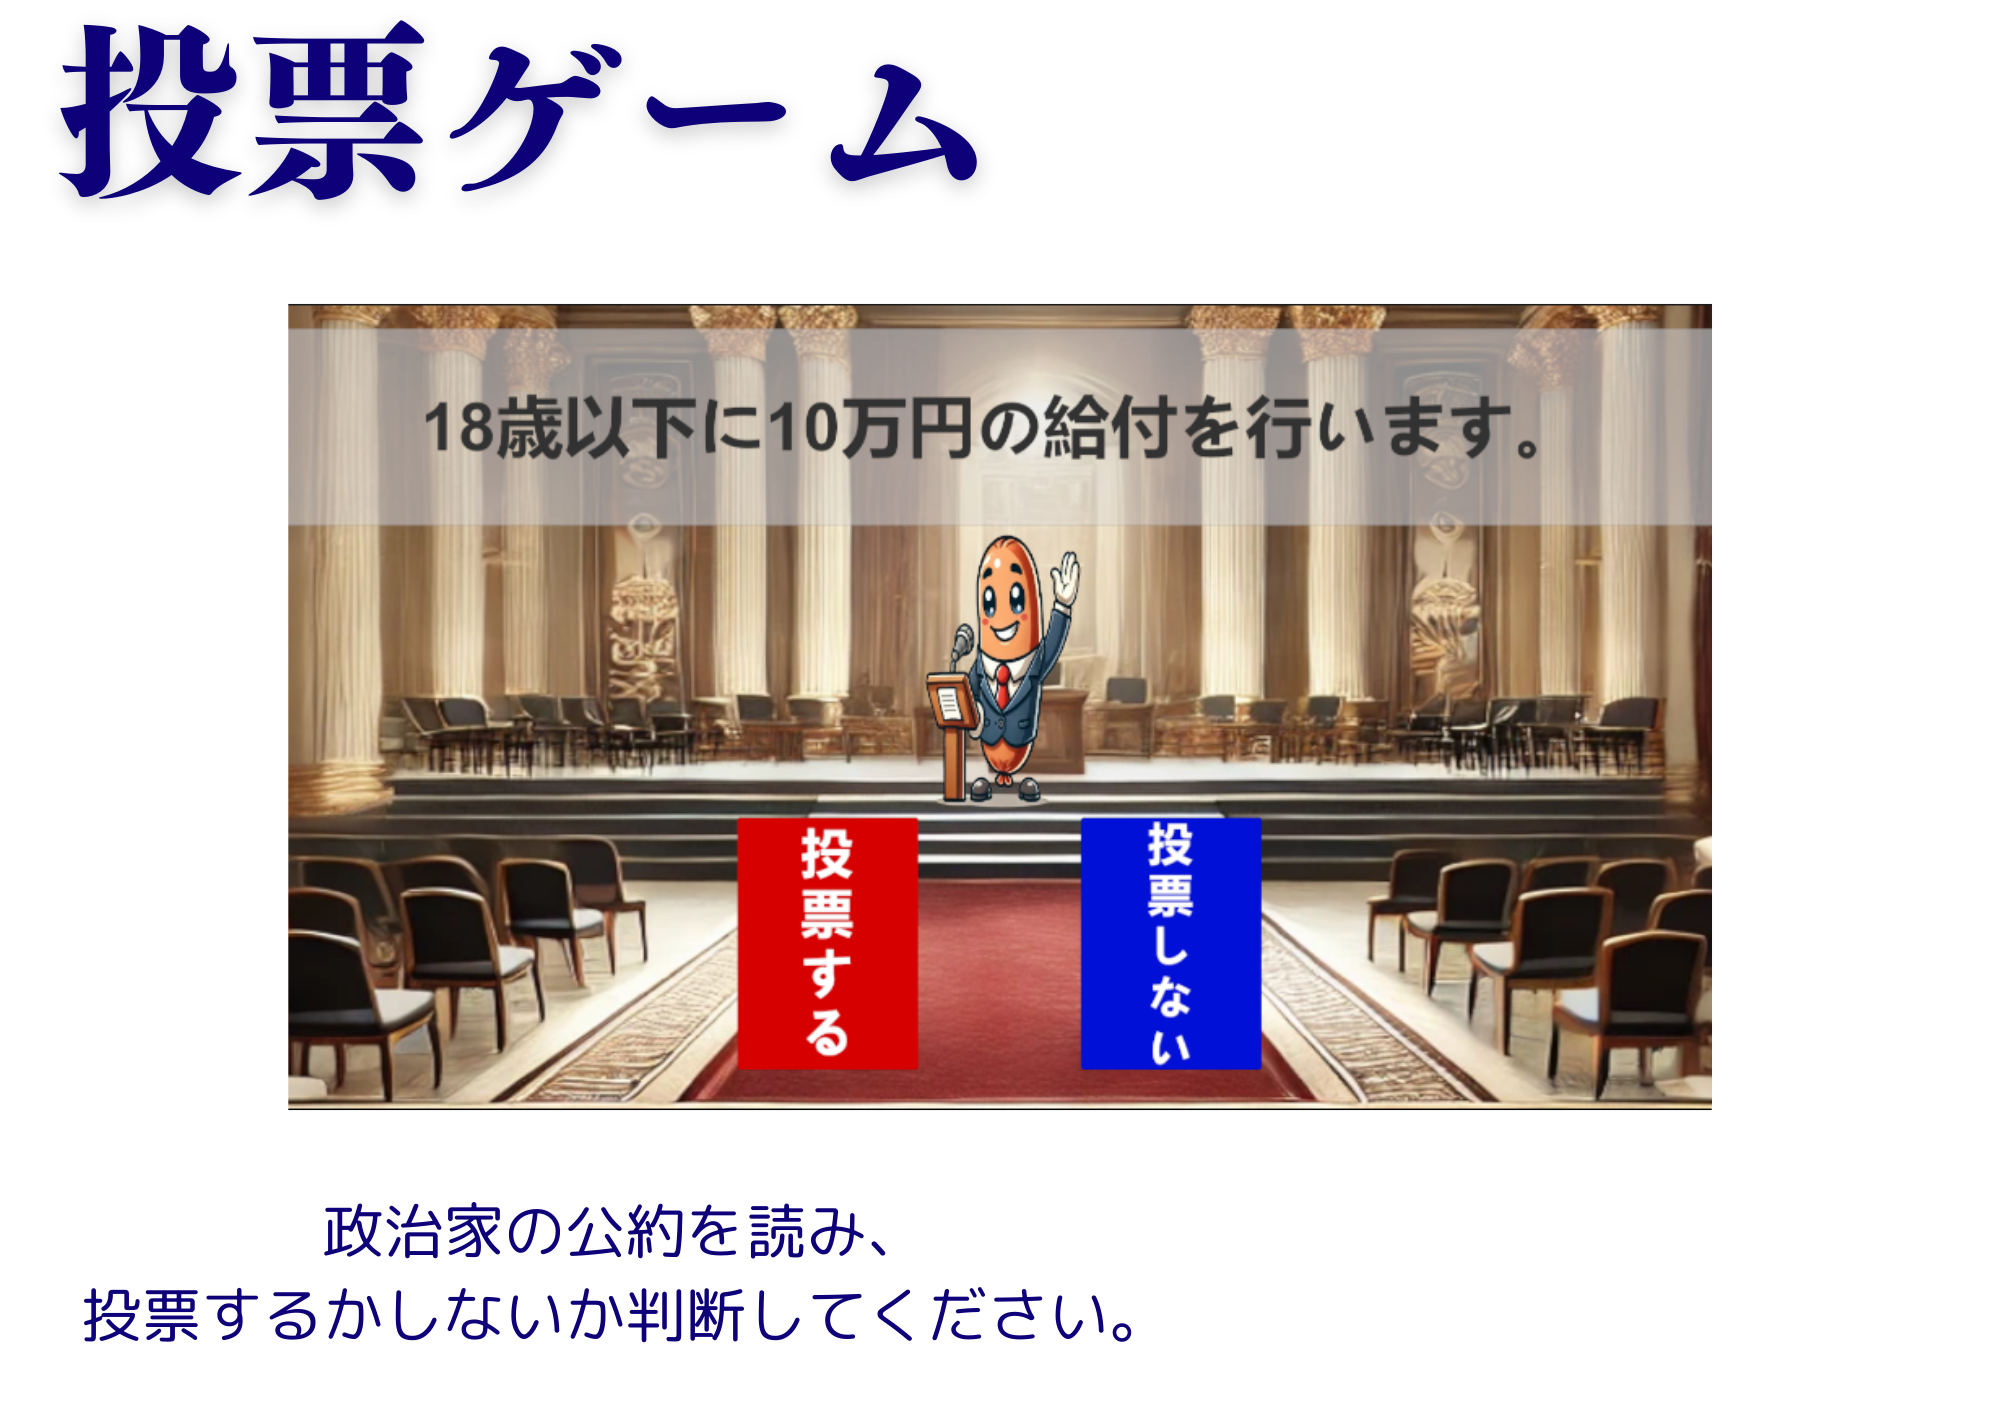 投票ゲーム
18歳以下に10万円の給付を行います。
投票する
投票しない
政治家の公約を読み、
投票するかしないか判断してください。